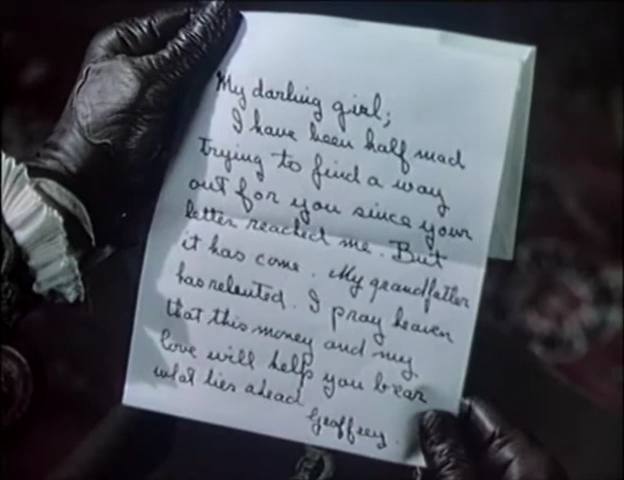 My darling girl;
I have been half mad
trying to find a way
out for you since your
letter reached me. But
it has come. My grandfather
has relented. I pray heaven
that this money and my
love will help you bear
what lies ahead
Geoffrey.